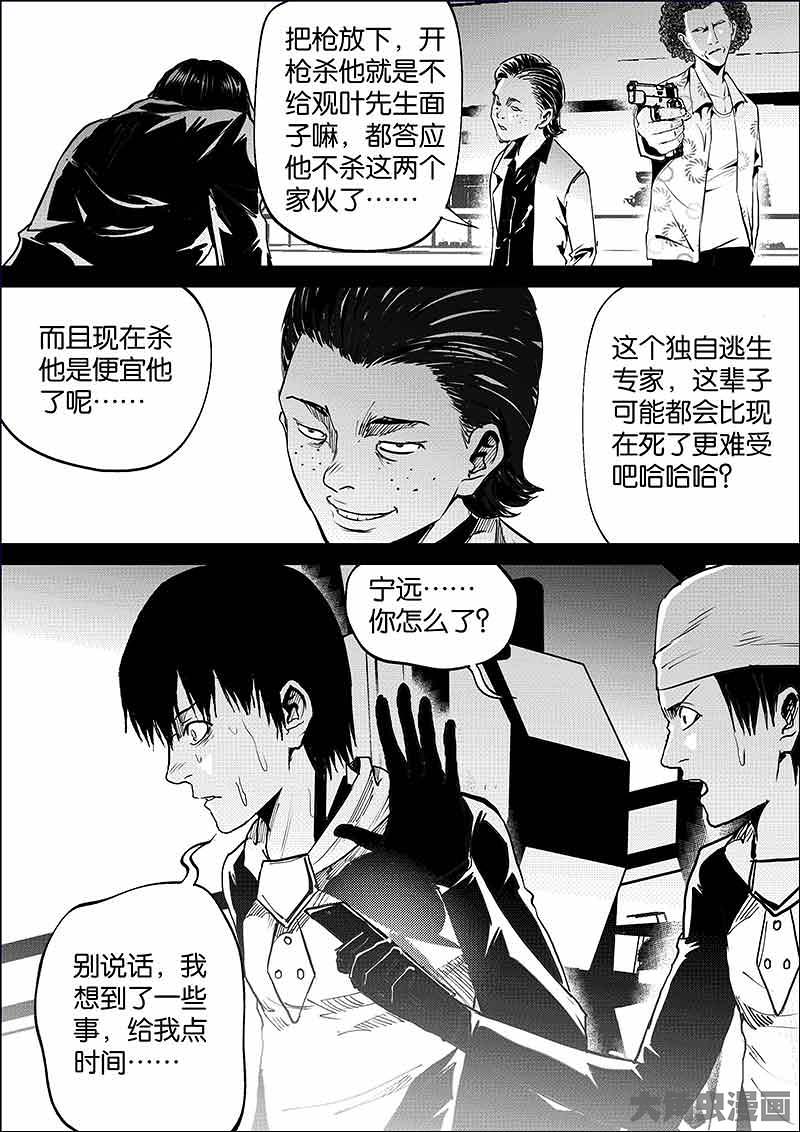 把枪放下，开
枪杀他就是不
给观叶先生面
子嘛，都答应
他不杀这两个
家伙了……
而且现在杀
他是便宜他
了呢……
这个独自逃生
专家，这辈子
可能都会比现
在死了更难受
吧哈哈哈？
宁远……
你怎么了？
别说话，我
想到了一些
事，给我点
时间……